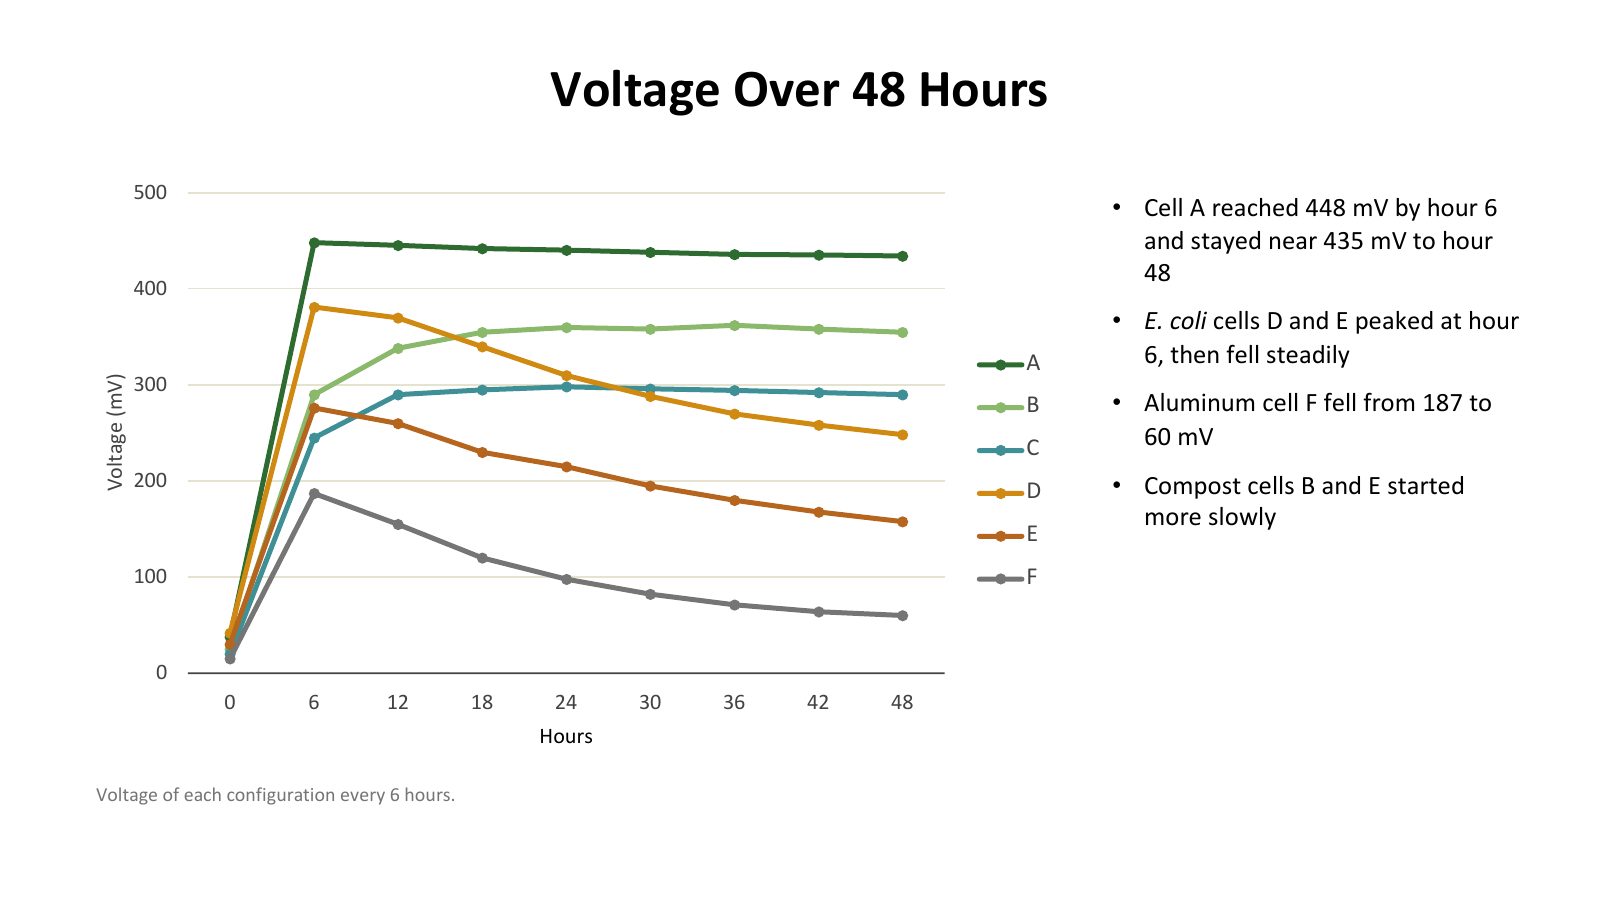 Voltage Over 48 Hours
500
400
300
200
100
0
Voltage (mV)
0 6 12 18 24 30 36 42 48
Hours
A
B
C
D
E
F
• Cell A reached 448 mV by hour 6
and stayed near 435 mV to hour
48
• E. coli cells D and E peaked at hour
6, then fell steadily
• Aluminum cell F fell from 187 to
60 mV
• Compost cells B and E started
more slowly
Voltage of each configuration every 6 hours.